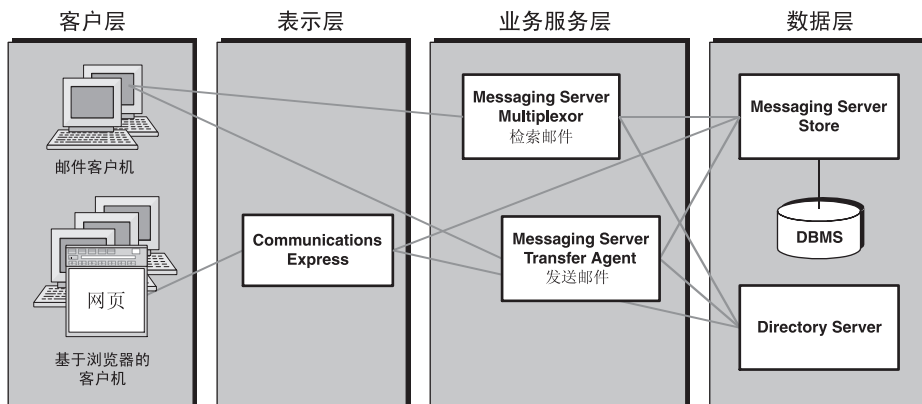 客户层
表示层
业务服务层
数据层
邮件客户机
网页
基于浏览器的
客户机
Communications
Express
Messaging Server
Multiplexor
检索邮件
Messaging Server
Transfer Agent
发送邮件
Messaging Server
Store
DBMS
Directory Server